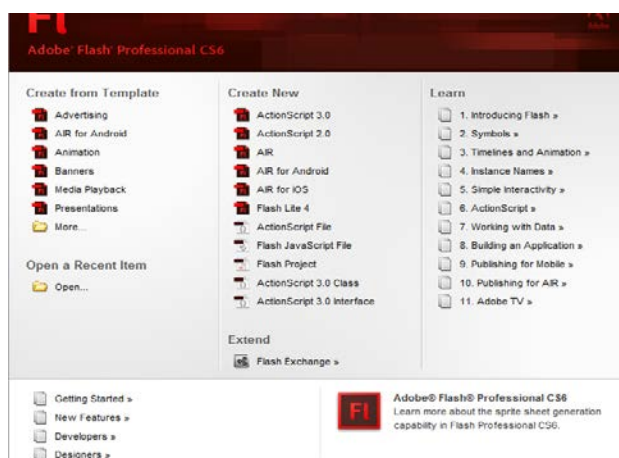 Fl
Adobe® Flash® Professional CS6
Create from Template
Advertising
AIR for Android
Animation
Banners
Media Playback
Presentations
More...
Open a Recent Item
Open...
Create New
ActionScript 3.0
ActionScript 2.0
AIR
AIR for Android
AIR for iOS
Flash Lite 4
ActionScript File
Flash JavaScript File
Flash Project
ActionScript 3.0 Class
ActionScript 3.0 Interface
Extend
Flash Exchange »
Learn
1. Introducing Flash »
2. Symbols »
3. Timelines and Animation »
4. Instance Names »
5. Simple Interactivity »
6. ActionScript »
7. Working with Data »
8. Building an Application »
9. Publishing for Mobile »
10. Publishing for AIR »
11. Adobe TV »
Getting Started »
New Features »
Developers »
Designers »
Fl
Adobe® Flash® Professional CS6
Learn more about the sprite sheet generation
capability in Flash Professional CS6.